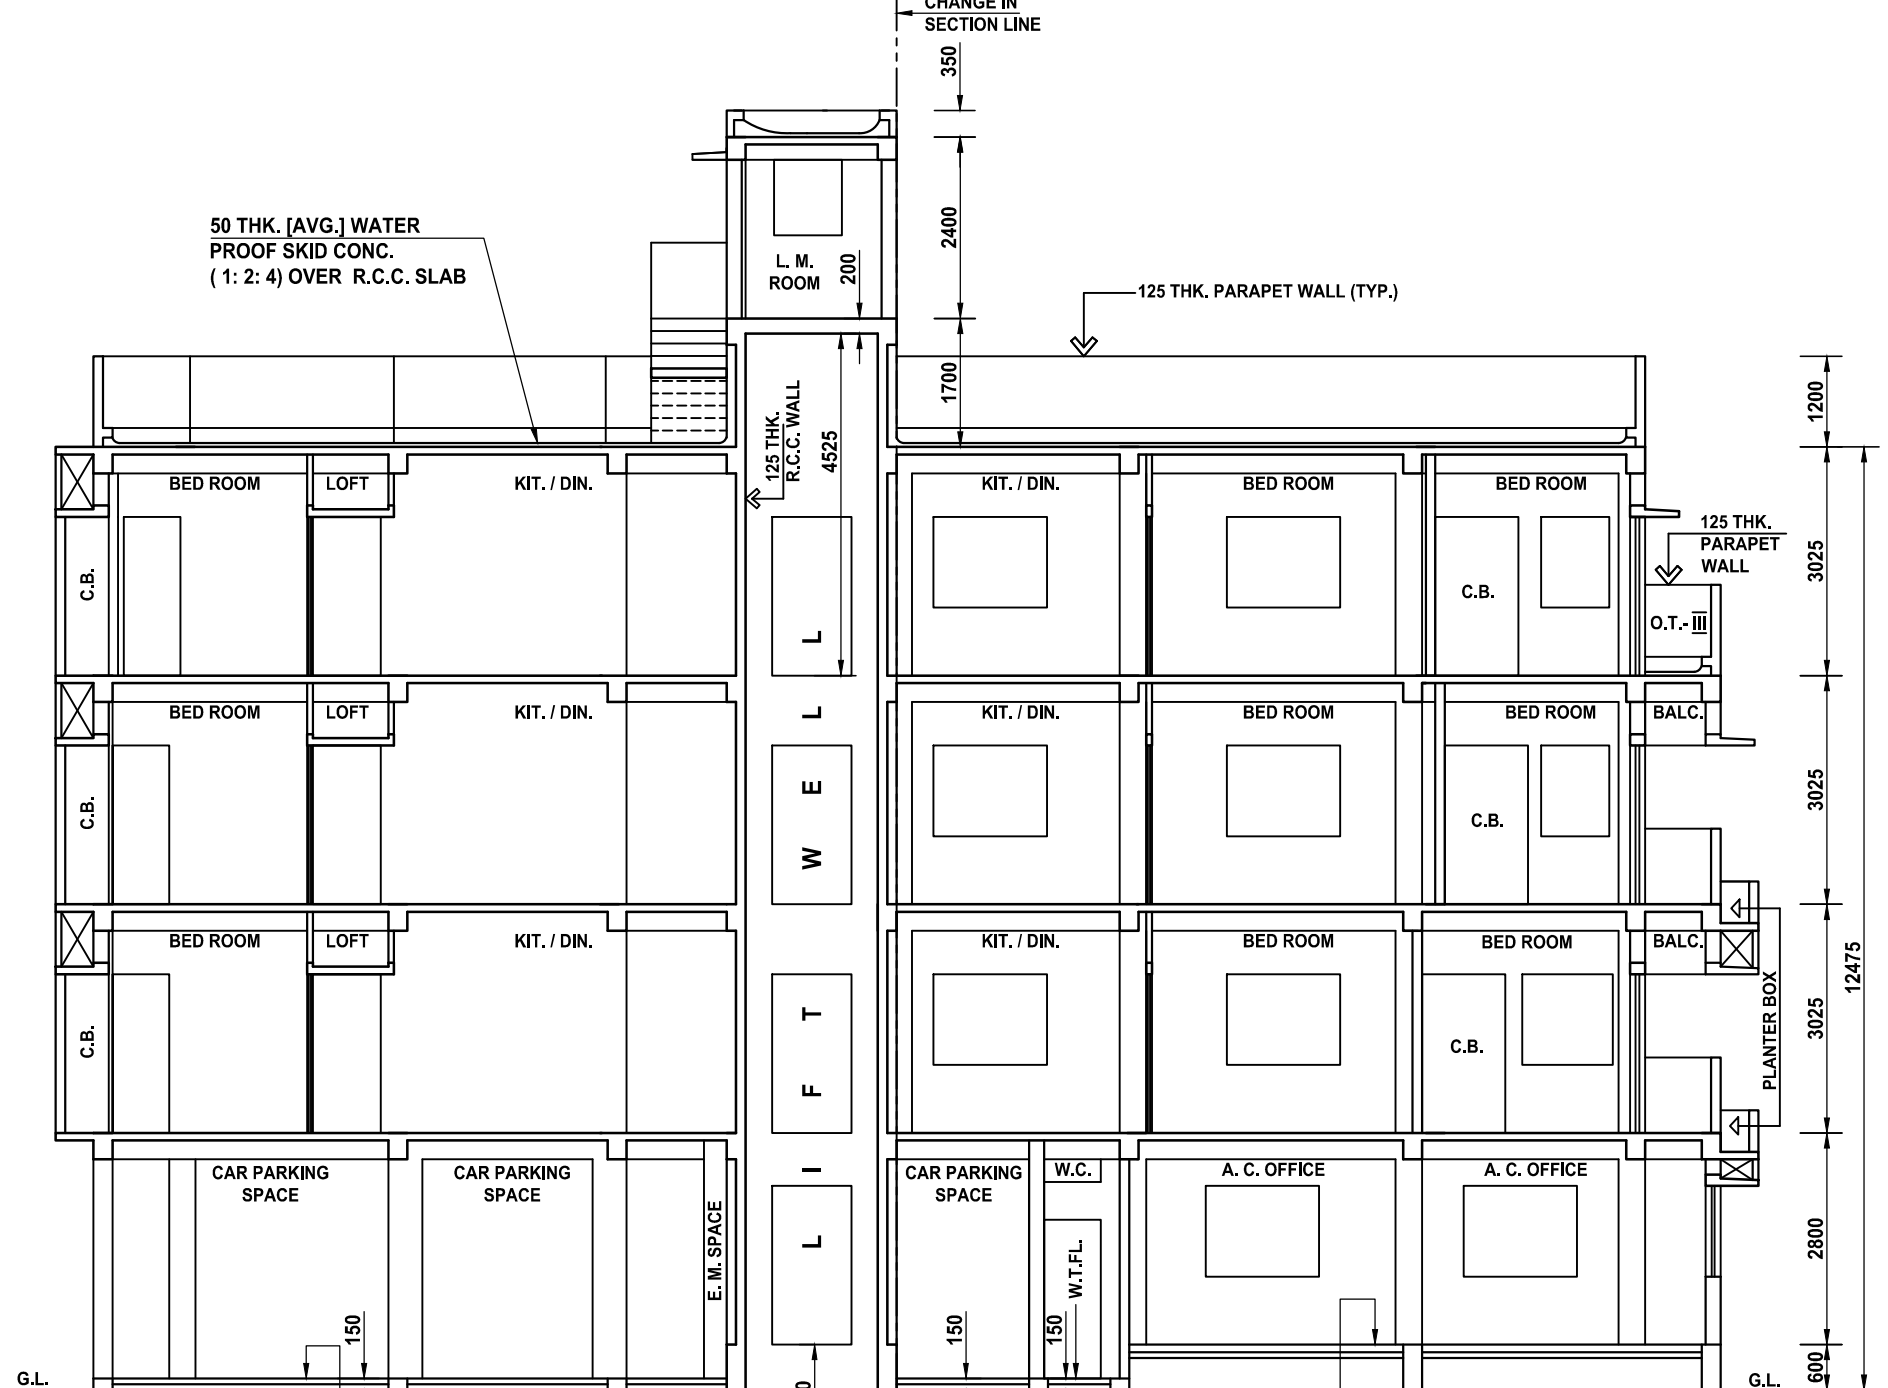 CHANGE IN
SECTION LINE
350
2400
50 THK. [AVG.] WATER
PROOF SKID CONC.
( 1: 2: 4) OVER R.C.C. SLAB
L. M.
ROOM
200
125 THK. PARAPET WALL (TYP.)
1700
1200
125 THK.
R.C.C. WALL
4525
BED ROOM
LOFT
KIT. / DIN.
KIT. / DIN.
BED ROOM
BED ROOM
125 THK.
PARAPET
WALL
3025
C.B.
C.B.
O.T.- III
BED ROOM
LOFT
KIT. / DIN.
KIT. / DIN.
BED ROOM
BED ROOM
BALC.
3025
C.B.
C.B.
BED ROOM
LOFT
KIT. / DIN.
KIT. / DIN.
BED ROOM
BED ROOM
BALC.
12475
3025
C.B.
C.B.
PLANTER BOX
LIFT WELL
CAR PARKING
SPACE
CAR PARKING
SPACE
CAR PARKING
SPACE
W.C.
A. C. OFFICE
A. C. OFFICE
E. M. SPACE
W.T.FL.
2800
150
150
150
600
G.L.
G.L.